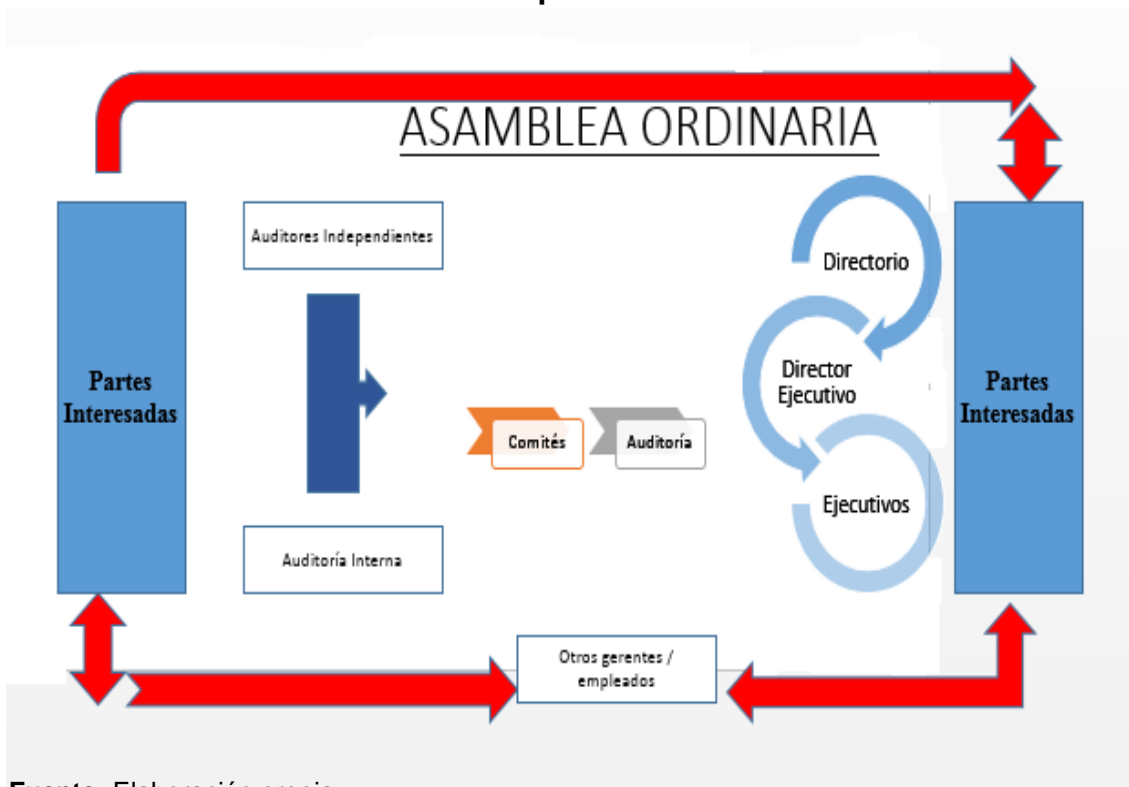 ASAMBLEA ORDINARIA
Auditores Independientes
Directorio
Partes
Interesadas
Director
Ejecutivo
Partes
Interesadas
Comités
Auditoría
Ejecutivos
Auditoría Interna
Otros gerentes /
empleados